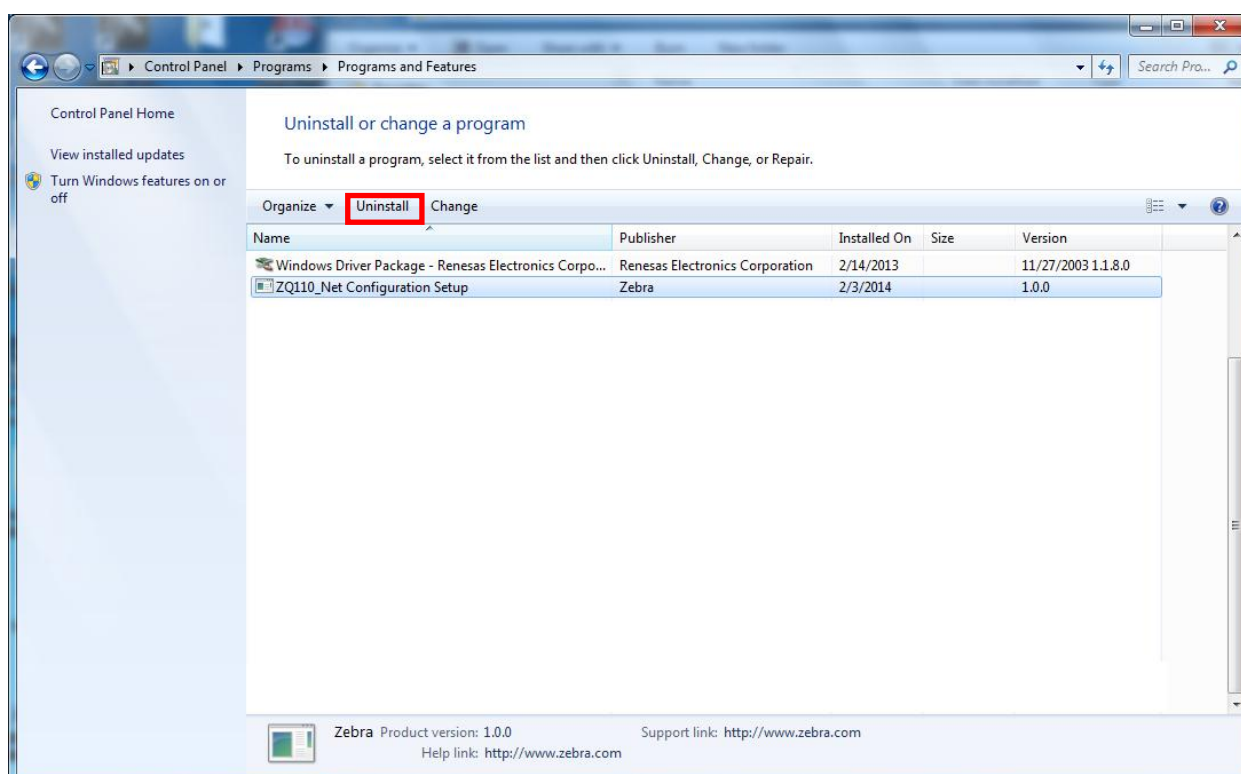 Control Panel Programs Programs and Features Search Pro...
Control Panel Home
View installed updates
Turn Windows features on or
off
Uninstall or change a program
To uninstall a program, select it from the list and then click Uninstall, Change, or Repair.
Organize Uninstall Change
Name Publisher Installed On Size Version
Windows Driver Package - Renesas Electronics Corpo... Renesas Electronics Corporation 2/14/2013 11/27/2003 1.1.8.0
ZQ110_Net Configuration Setup Zebra 2/3/2014 1.0.0
Zebra Product version: 1.0.0 Support link: http://www.zebra.com
Help link: http://www.zebra.com